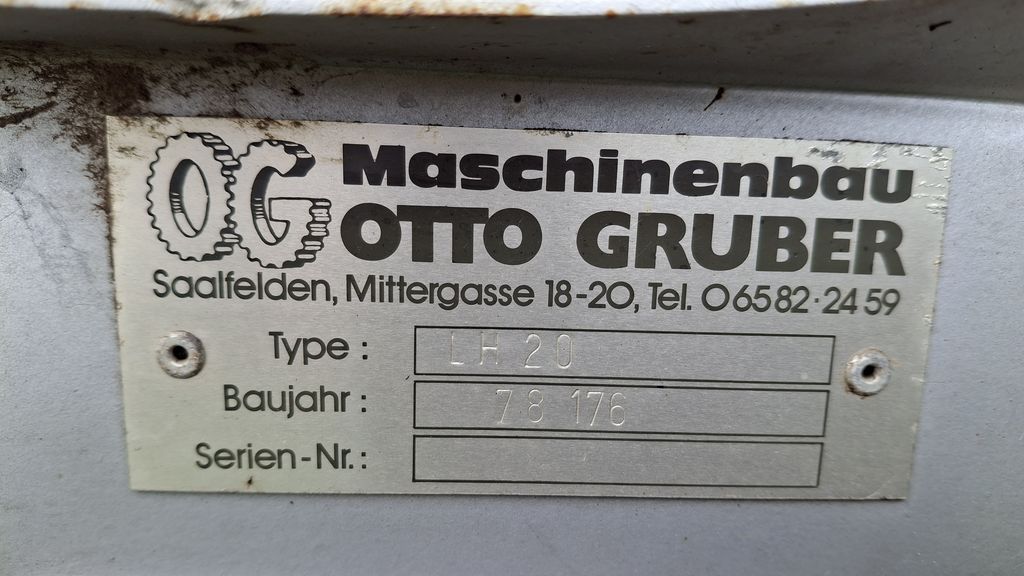 OG Maschinenbau
OTTO GRUBER
Saalfelden, Mittergasse 18-20, Tel. 06582·2459
Type : LH 20
Baujahr : 78 176
Serien-Nr.: